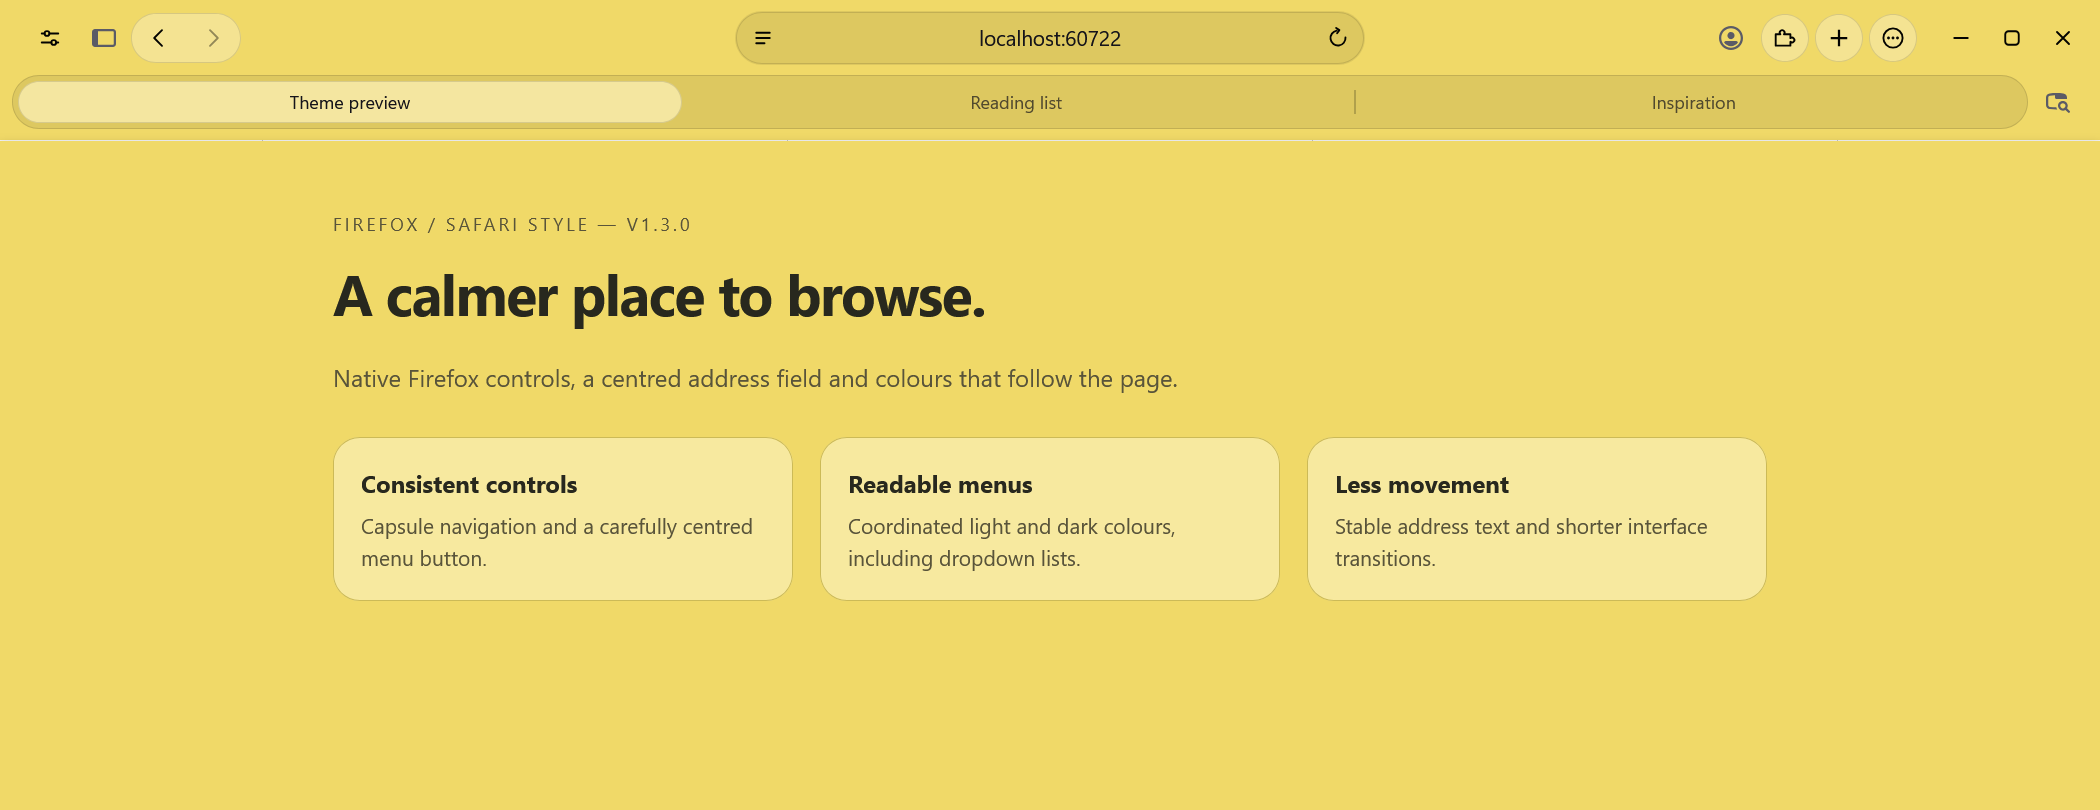 localhost:60722
Theme preview
Reading list
Inspiration
FIREFOX / SAFARI STYLE — V1.3.0
A calmer place to browse.
Native Firefox controls, a centred address field and colours that follow the page.
Consistent controls
Capsule navigation and a carefully centred
menu button.
Readable menus
Coordinated light and dark colours,
including dropdown lists.
Less movement
Stable address text and shorter interface
transitions.